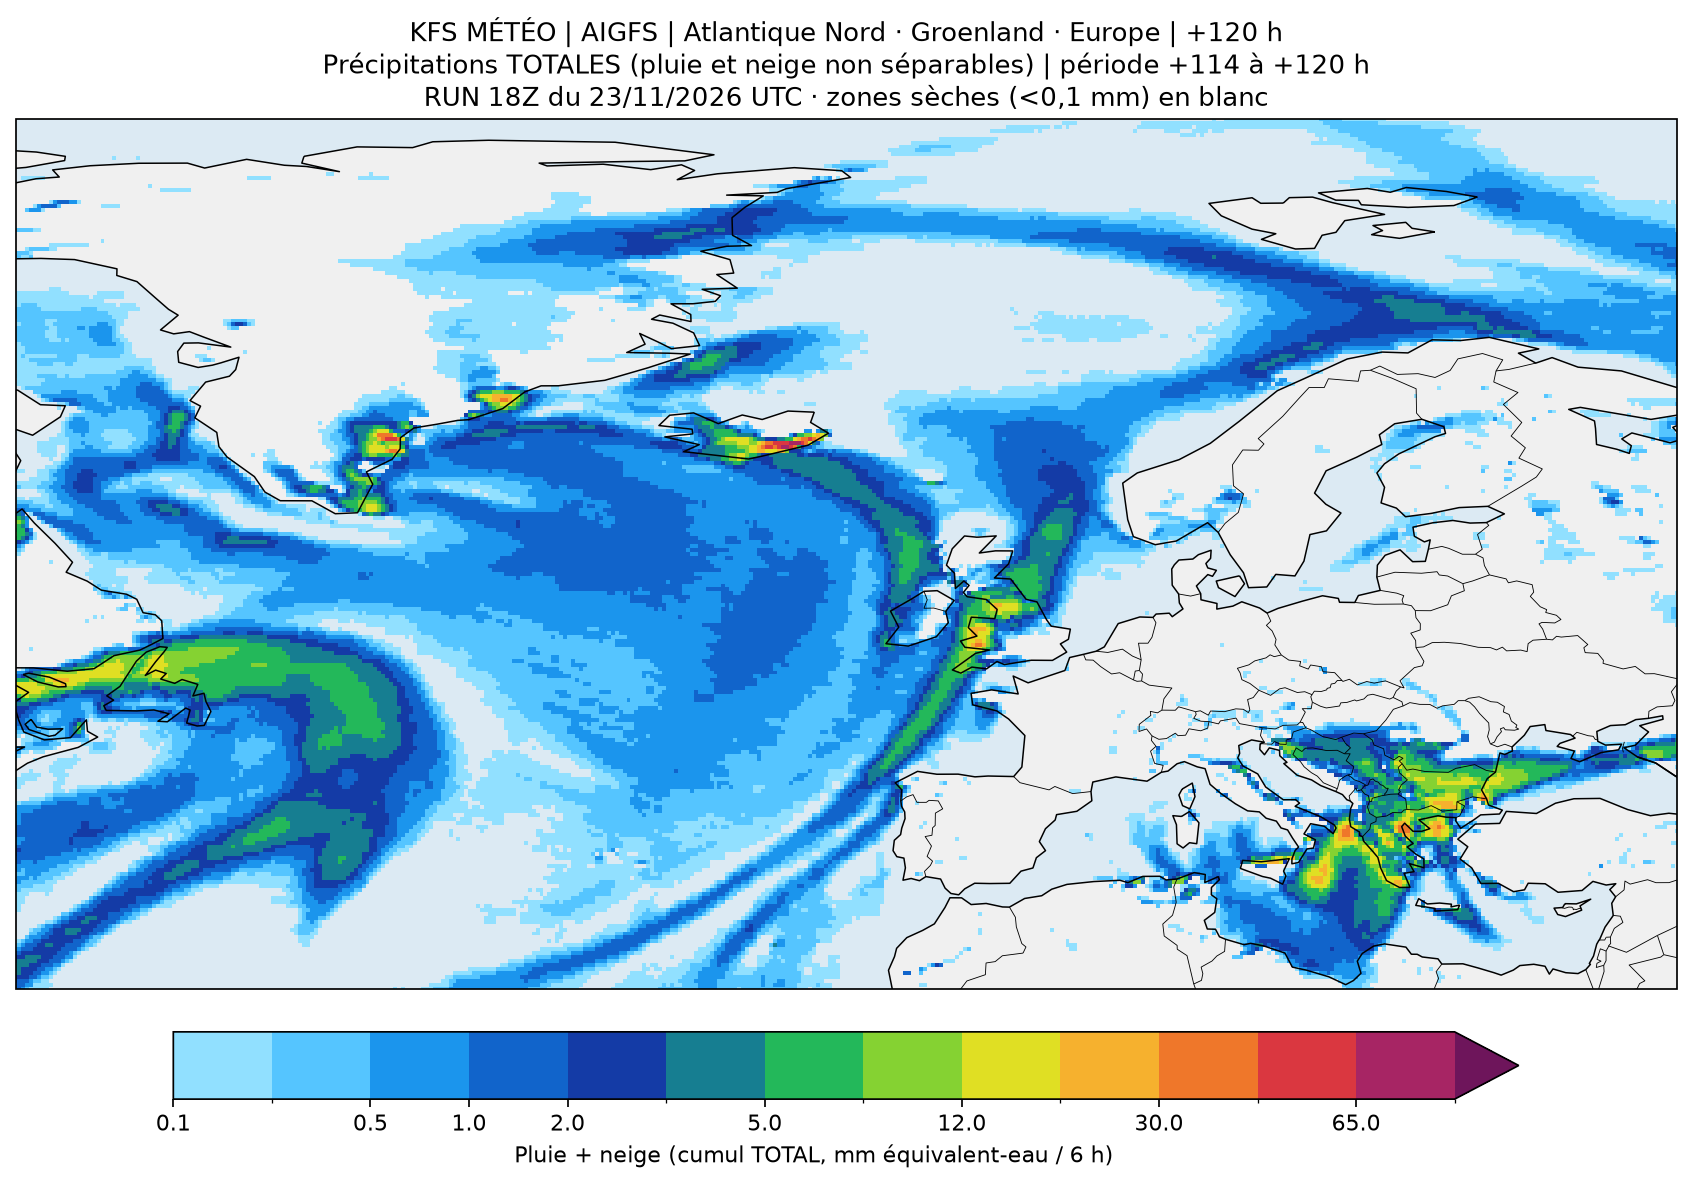 KFS MÉTÉO | AIGFS | Atlantique Nord · Groenland · Europe | +120 h
Précipitations TOTALES (pluie et neige non séparables) | période +114 à +120 h
RUN 18Z du 23/11/2026 UTC · zones sèches (<0,1 mm) en blanc
0.1 0.5 1.0 2.0 5.0 12.0 30.0 65.0
Pluie + neige (cumul TOTAL, mm équivalent-eau / 6 h)